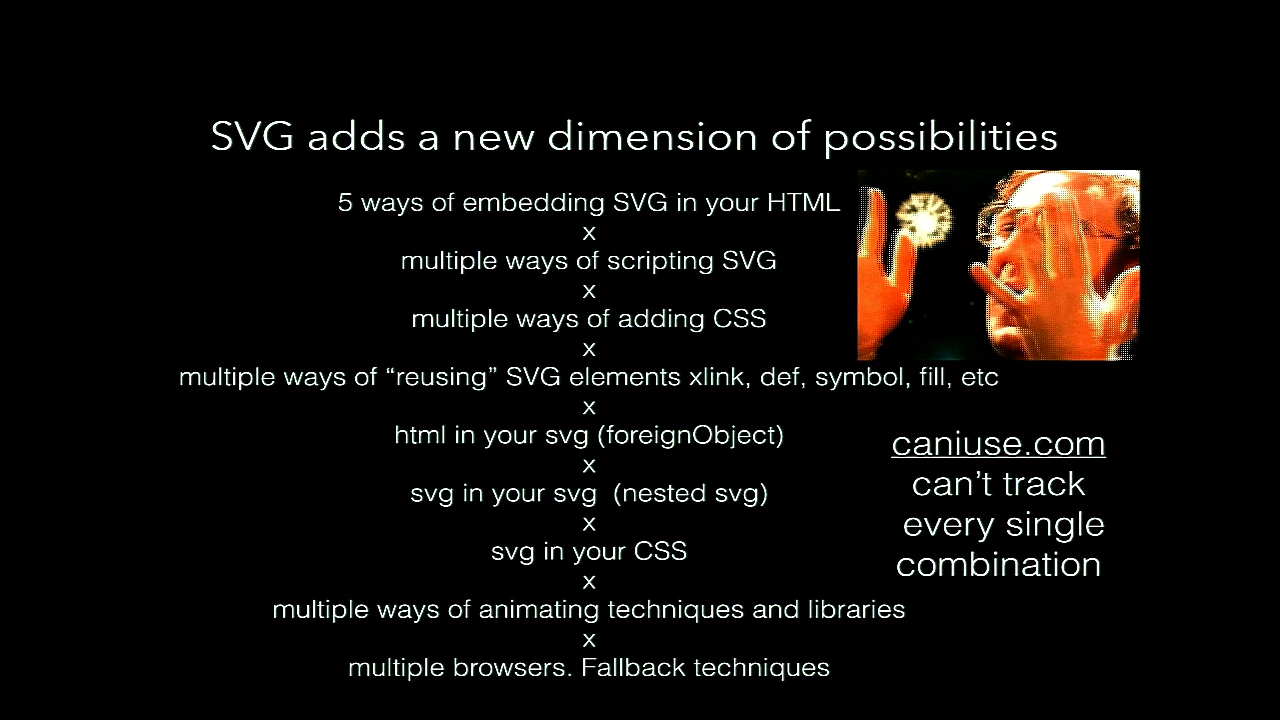 SVG adds a new dimension of possibilities
5 ways of embedding SVG in your HTML
x
multiple ways of scripting SVG
x
multiple ways of adding CSS
x
multiple ways of “reusing” SVG elements xlink, def, symbol, fill, etc
x
html in your svg (foreignObject)
x
svg in your svg  (nested svg)
x
svg in your CSS
x
multiple ways of animating techniques and libraries
x
multiple browsers. Fallback techniques
caniuse.com
can’t track
every single
combination